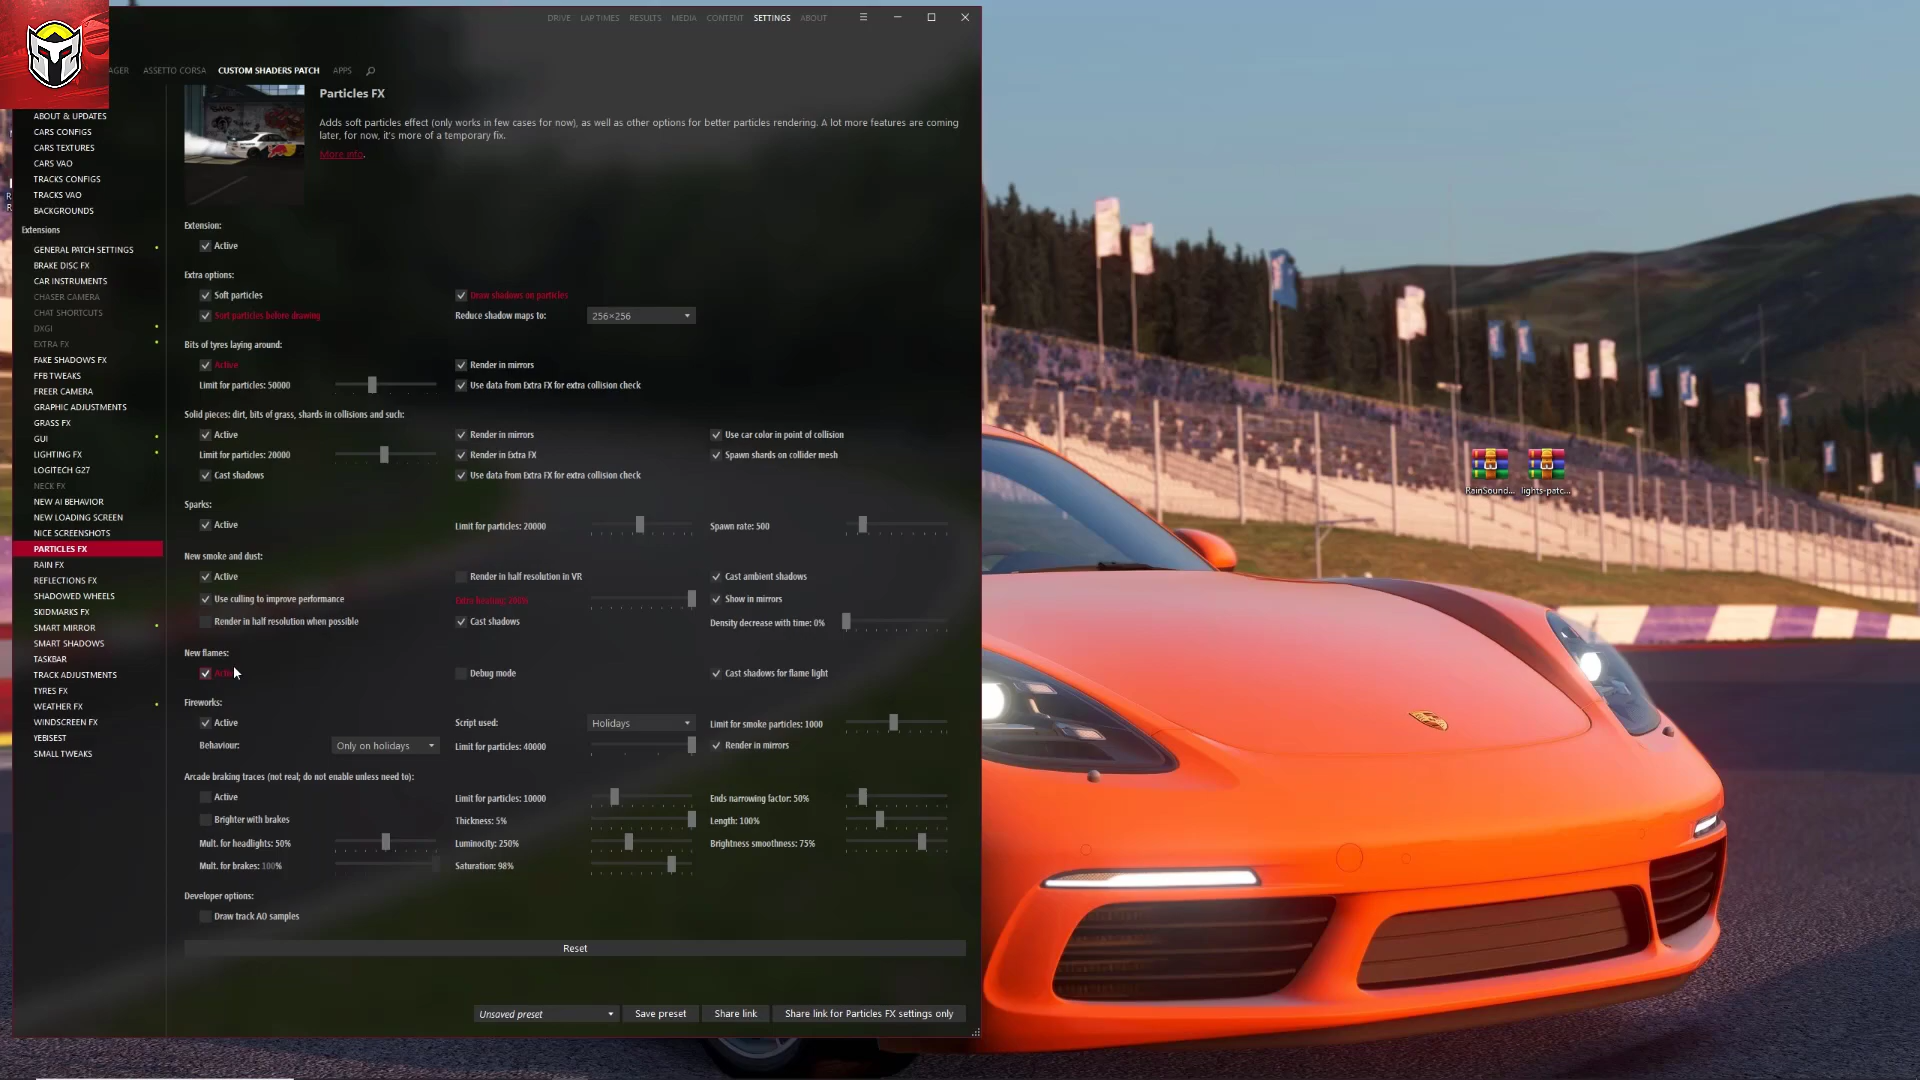 DRIVE LAP TIMES RESULTS MEDIA CONTENT SETTINGS ABOUT
AGER ASSETTO CORSA CUSTOM SHADERS PATCH APPS
ABOUT & UPDATES
CARS CONFIGS
CARS TEXTURES
CARS VAO
TRACKS CONFIGS
TRACKS VAO
BACKGROUNDS
Extensions
GENERAL PATCH SETTINGS
BRAKE DISC FX
CAR INSTRUMENTS
CHASER CAMERA
CHAT SHORTCUTS
DXGI
EXTRA FX
FAKE SHADOWS FX
FFB TWEAKS
FREER CAMERA
GRAPHIC ADJUSTMENTS
GRASS FX
GUI
LIGHTING FX
LOGITECH G27
NECK FX
NEW AI BEHAVIOR
NEW LOADING SCREEN
NICE SCREENSHOTS
PARTICLES FX
RAIN FX
REFLECTIONS FX
SHADOWED WHEELS
SKIDMARKS FX
SMART MIRROR
SMART SHADOWS
TASKBAR
TRACK ADJUSTMENTS
TYRES FX
WEATHER FX
WINDSCREEN FX
YEBISEST
SMALL TWEAKS
Particles FX
Adds soft particles effect (only works in few cases for now), as well as other options for better particles rendering. A lot more features are coming
later, for now, it's more of a temporary fix.
More info.
Extension:
Active
Extra options:
Soft particles Draw shadows on particles
Sort particles before drawing Reduce shadow maps to: 256×256
Bits of tyres laying around:
Active Render in mirrors
Limit for particles: 50000 Use data from Extra FX for extra collision check
Solid pieces: dirt, bits of grass, shards in collisions and such:
Active Render in mirrors Use car color in point of collision
Limit for particles: 20000 Render in Extra FX Spawn shards on collider mesh
Cast shadows Use data from Extra FX for extra collision check
Sparks:
Active Limit for particles: 20000 Spawn rate: 500
New smoke and dust:
Active Render in half resolution in VR Cast ambient shadows
Use culling to improve performance Extra heating: 200% Show in mirrors
Render in half resolution when possible Cast shadows Density decrease with time: 0%
New flames:
Debug mode Cast shadows for flame light
Fireworks:
Active Script used: Holidays Limit for smoke particles: 1000
Behaviour: Only on holidays Limit for particles: 40000 Render in mirrors
Arcade braking traces (not real; do not enable unless need to):
Active Limit for particles: 10000 Ends narrowing factor: 50%
Brighter with brakes Thickness: 5% Length: 100%
Mult. for headlights: 50% Luminosity: 250% Brightness smoothness: 75%
Mult. for brakes: 100% Saturation: 98%
Developer options:
Draw track AO samples
Reset
Unsaved preset Save preset Share link Share link for Particles FX settings only
RainSound... lights-patc...